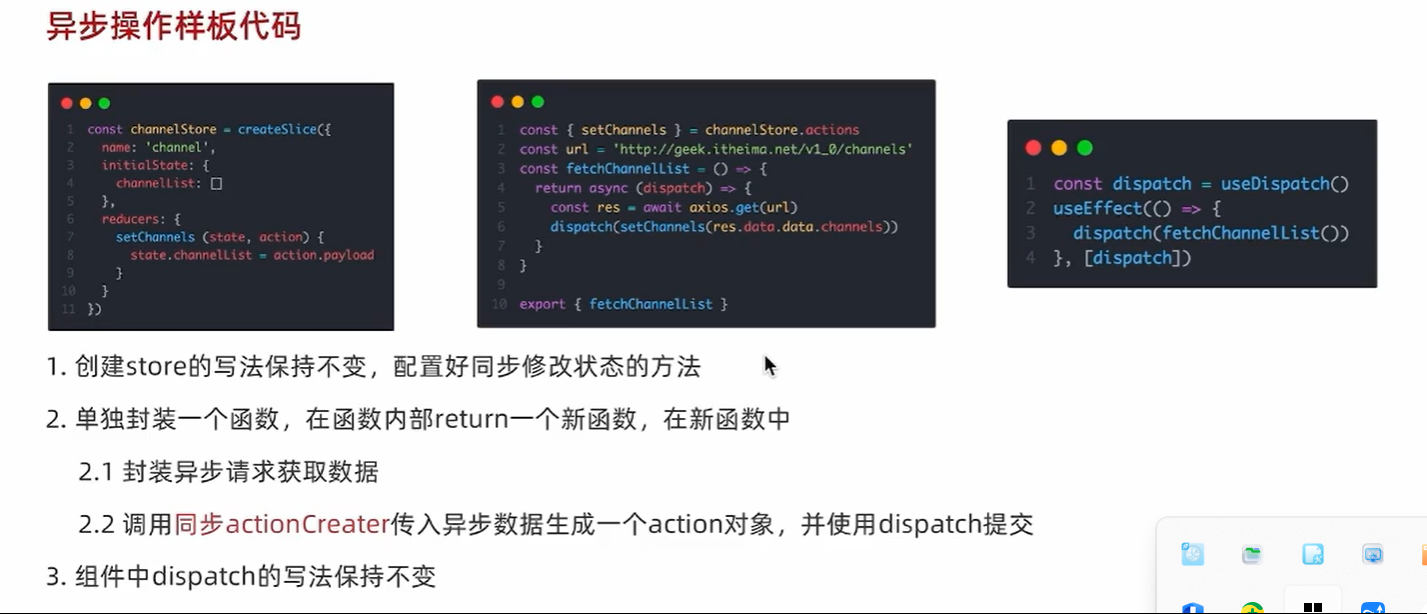 异步操作样板代码
1 const channelStore = createSlice({
2 name: 'channel',
3 initialState: {
4 channelList: []
5 },
6 reducers: {
7 setChannels (state, action) {
8 state.channelList = action.payload
9 }
10 }
11 })
1 const { setChannels } = channelStore.actions
2 const url = 'http://geek.itheima.net/v1_0/channels'
3 const fetchChannelList = () => {
4 return async (dispatch) => {
5 const res = await axios.get(url)
6 dispatch(setChannels(res.data.data.channels))
7 }
8 }
9
10 export { fetchChannelList }
1 const dispatch = useDispatch()
2 useEffect(() => {
3 dispatch(fetchChannelList())
4 }, [dispatch])
1. 创建store的写法保持不变，配置好同步修改状态的方法
2. 单独封装一个函数，在函数内部return一个新函数，在新函数中
2.1 封装异步请求获取数据
2.2 调用同步actionCreater传入异步数据生成一个action对象，并使用dispatch提交
3. 组件中dispatch的写法保持不变